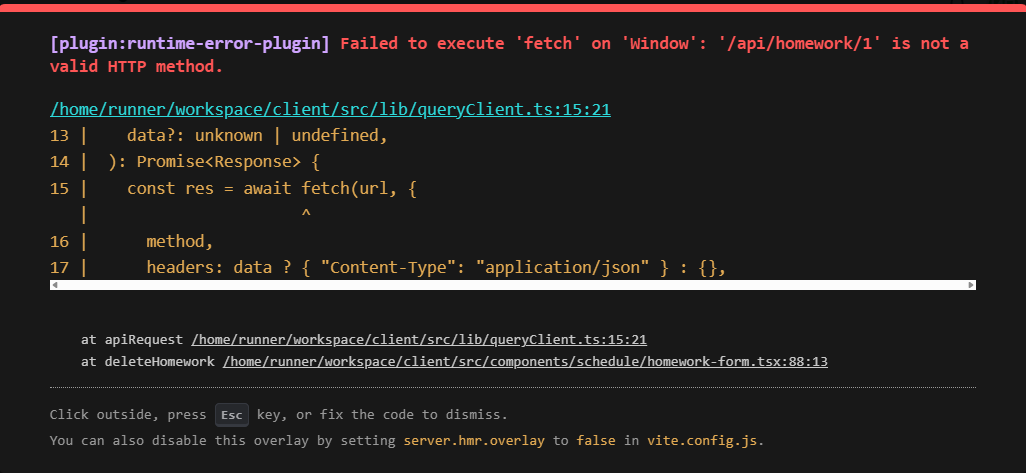 [plugin:runtime-error-plugin] Failed to execute 'fetch' on 'Window': '/api/homework/1' is not a
valid HTTP method.
/home/runner/workspace/client/src/lib/queryClient.ts:15:21
13 |    data?: unknown | undefined,
14 |  ): Promise<Response> {
15 |    const res = await fetch(url, {
   |                      ^
16 |      method,
17 |      headers: data ? { "Content-Type": "application/json" } : {},
at apiRequest /home/runner/workspace/client/src/lib/queryClient.ts:15:21
at deleteHomework /home/runner/workspace/client/src/components/schedule/homework-form.tsx:88:13
Click outside, press Esc key, or fix the code to dismiss.
You can also disable this overlay by setting server.hmr.overlay to false in vite.config.js.